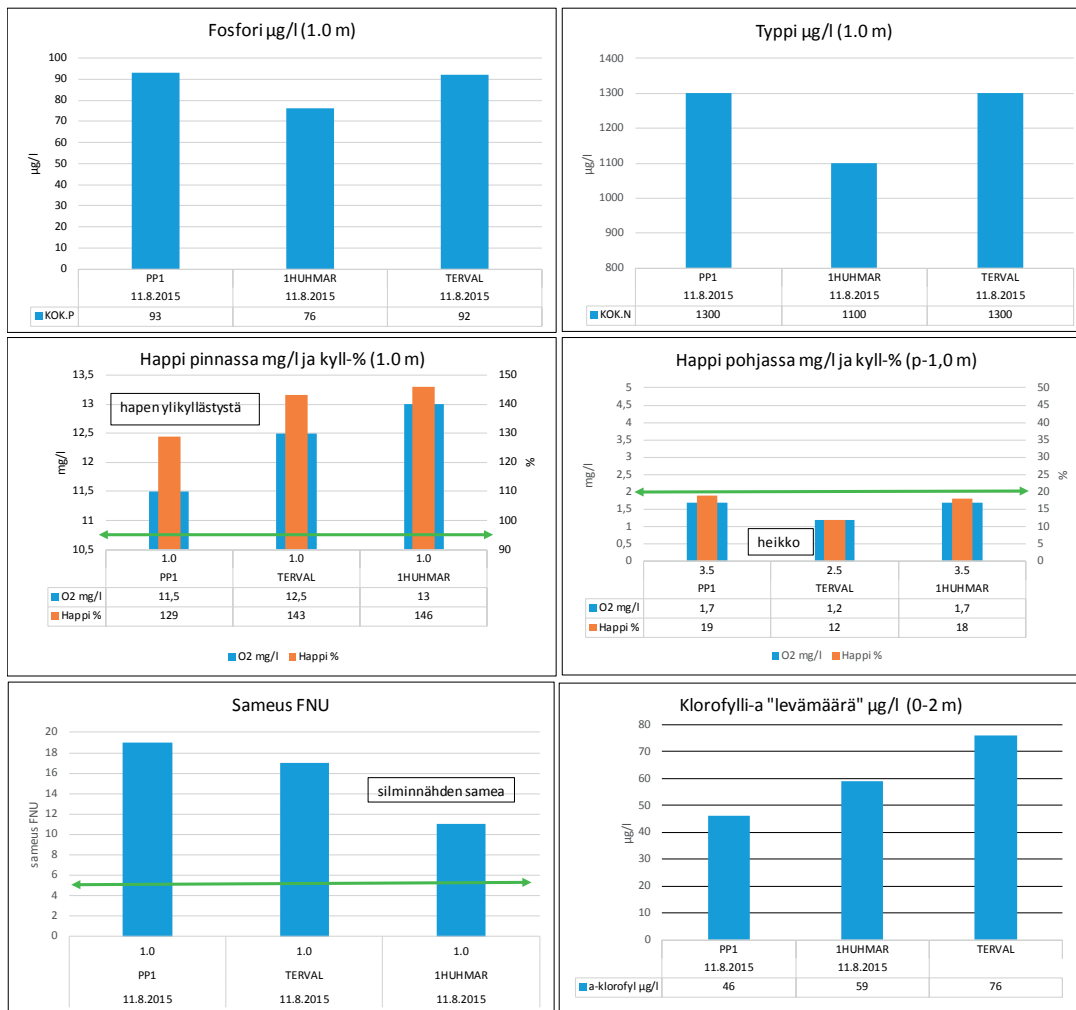 Fosfori µg/l (1.0 m)
100
90
80
70
60
50
40
30
20
10
0
µg/l
PP1 1HUHMAR TERVAL
11.8.2015 11.8.2015 11.8.2015
KOK.P 93 76 92
Typpi µg/l (1.0 m)
1400
1300
1200
1100
1000
900
800
µg/l
PP1 1HUHMAR TERVAL
11.8.2015 11.8.2015 11.8.2015
KOK.N 1300 1100 1300
Happi pinnassa mg/l ja kyll-% (1.0 m)
13,5
13
12,5
12
11,5
11
10,5
mg/l
hapen ylikyllästystä
150
140
130
120
110
100
90
%
1.0 1.0 1.0
PP1 TERVAL 1HUHMAR
O2 mg/l 11,5 12,5 13
Happi % 129 143 146
O2 mg/l Happi %
Happi pohjassa mg/l ja kyll-% (p-1,0 m)
5
4,5
4
3,5
3
2,5
2
1,5
1
0,5
0
mg/l
heikko
50
45
40
35
30
25
20
15
10
5
0
%
3.5 2.5 3.5
PP1 TERVAL 1HUHMAR
O2 mg/l 1,7 1,2 1,7
Happi % 19 12 18
O2 mg/l Happi %
Sameus FNU
20
18
16
14
12
10
8
6
4
2
0
sameus FNU
silminnähden samea
1.0 1.0 1.0
PP1 TERVAL 1HUHMAR
11.8.2015 11.8.2015 11.8.2015
Klorofylli-a "levämäärä" µg/l (0-2 m)
80
70
60
50
40
30
20
10
0
µg/l
PP1 1HUHMAR TERVAL
11.8.2015 11.8.2015
a-klorofyl µg/l 46 59 76